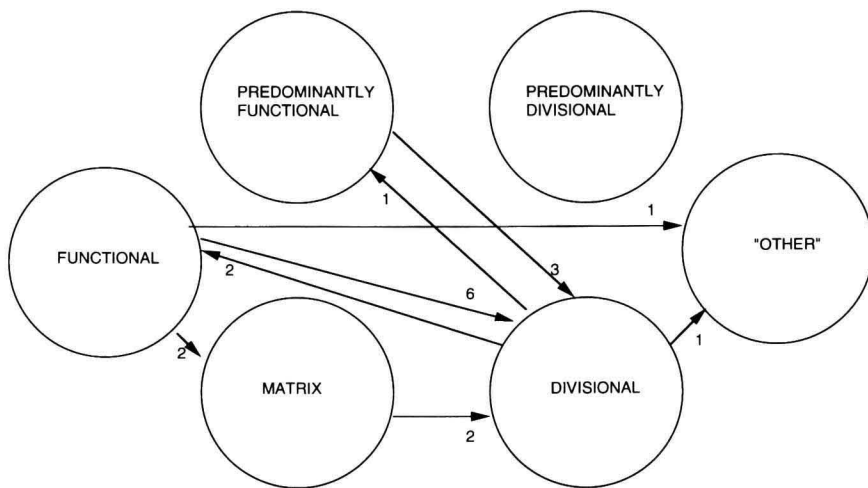 PREDOMINANTLY
FUNCTIONAL
PREDOMINANTLY
DIVISIONAL
1
1
FUNCTIONAL
"OTHER"
2
3
6
2
1
MATRIX
DIVISIONAL
2